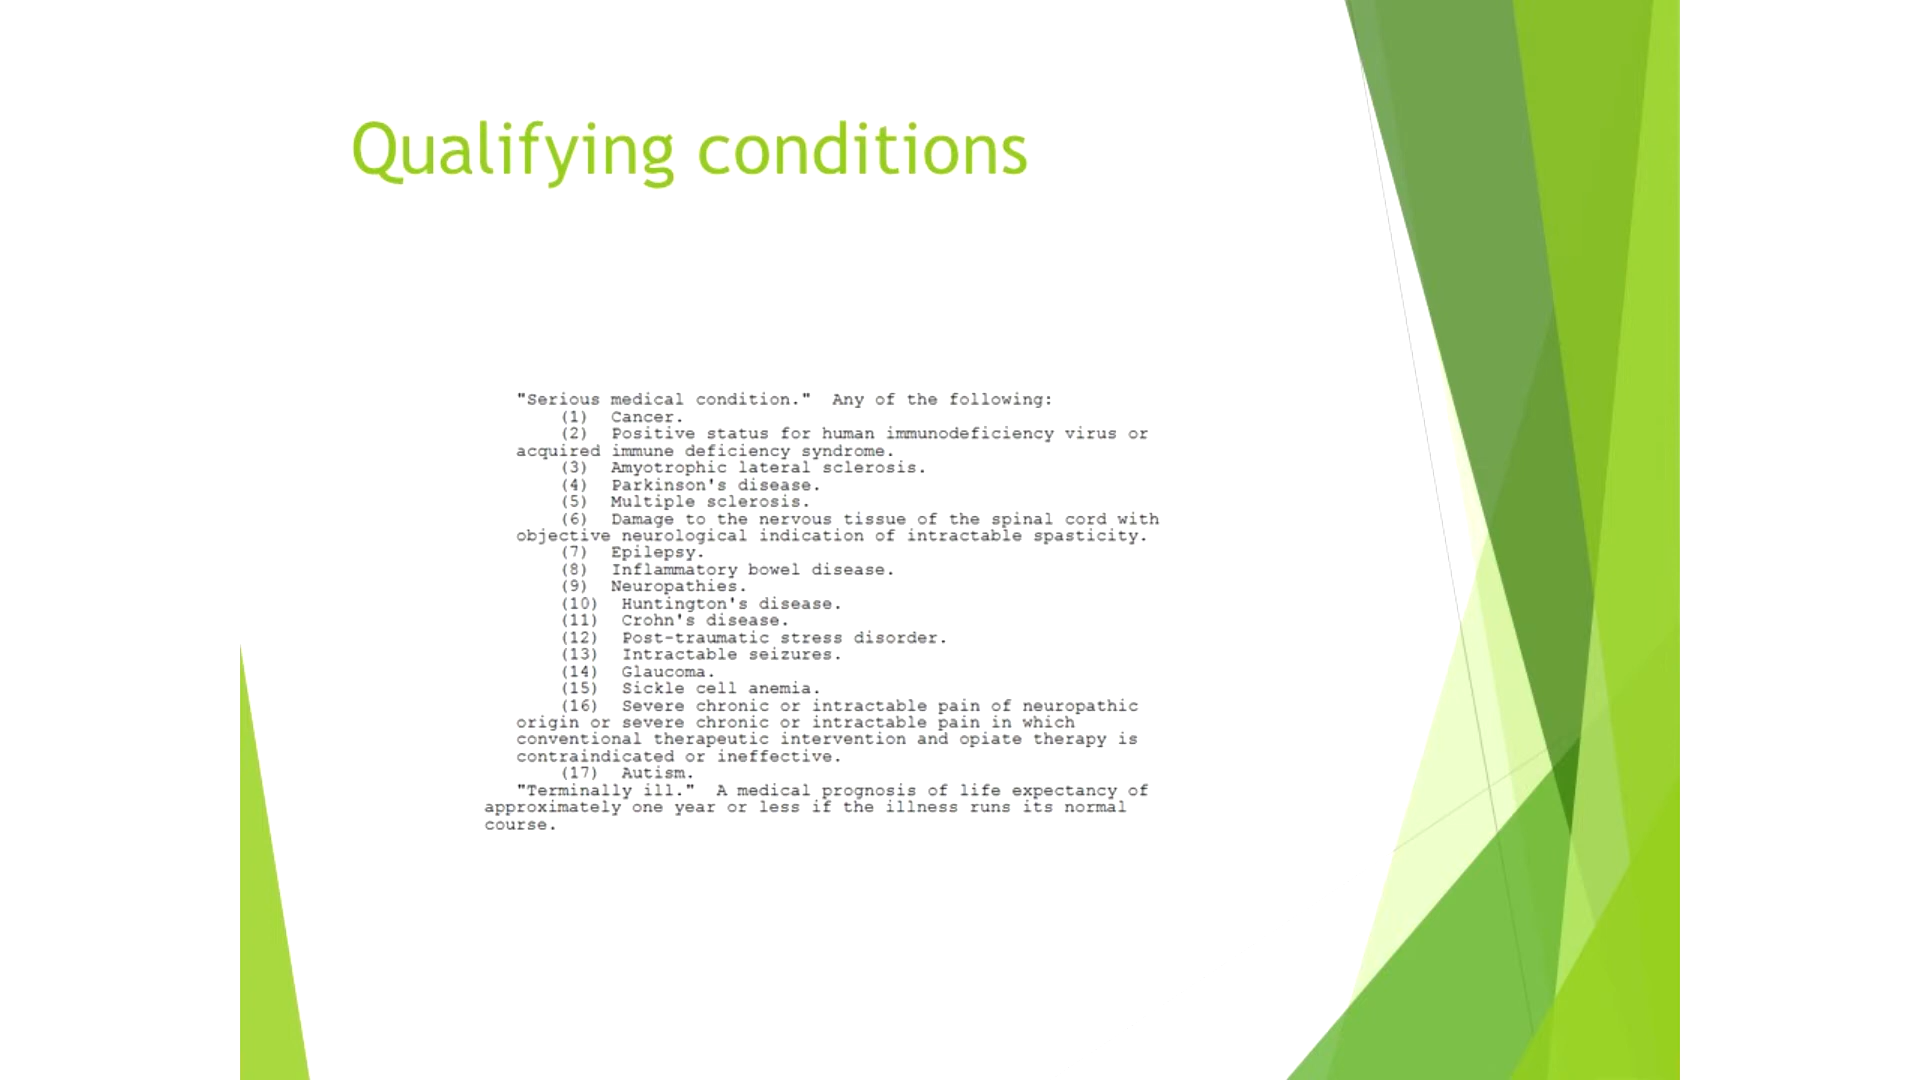 Qualifying conditions
"Serious medical condition."  Any of the following:
(1)  Cancer.
(2)  Positive status for human immunodeficiency virus or
acquired immune deficiency syndrome.
(3)  Amyotrophic lateral sclerosis.
(4)  Parkinson's disease.
(5)  Multiple sclerosis.
(6)  Damage to the nervous tissue of the spinal cord with
objective neurological indication of intractable spasticity.
(7)  Epilepsy.
(8)  Inflammatory bowel disease.
(9)  Neuropathies.
(10)  Huntington's disease.
(11)  Crohn's disease.
(12)  Post-traumatic stress disorder.
(13)  Intractable seizures.
(14)  Glaucoma.
(15)  Sickle cell anemia.
(16)  Severe chronic or intractable pain of neuropathic
origin or severe chronic or intractable pain in which
conventional therapeutic intervention and opiate therapy is
contraindicated or ineffective.
(17)  Autism.
"Terminally ill."  A medical prognosis of life expectancy of
approximately one year or less if the illness runs its normal
course.